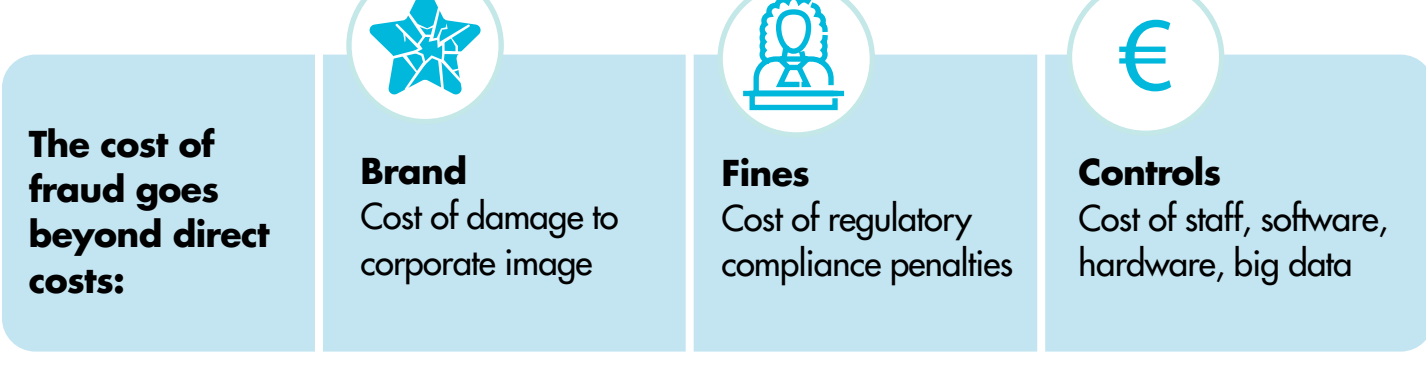 The cost of
fraud goes
beyond direct
costs:
Brand
Cost of damage to
corporate image
Fines
Cost of regulatory
compliance penalties
€
Controls
Cost of staff, software,
hardware, big data